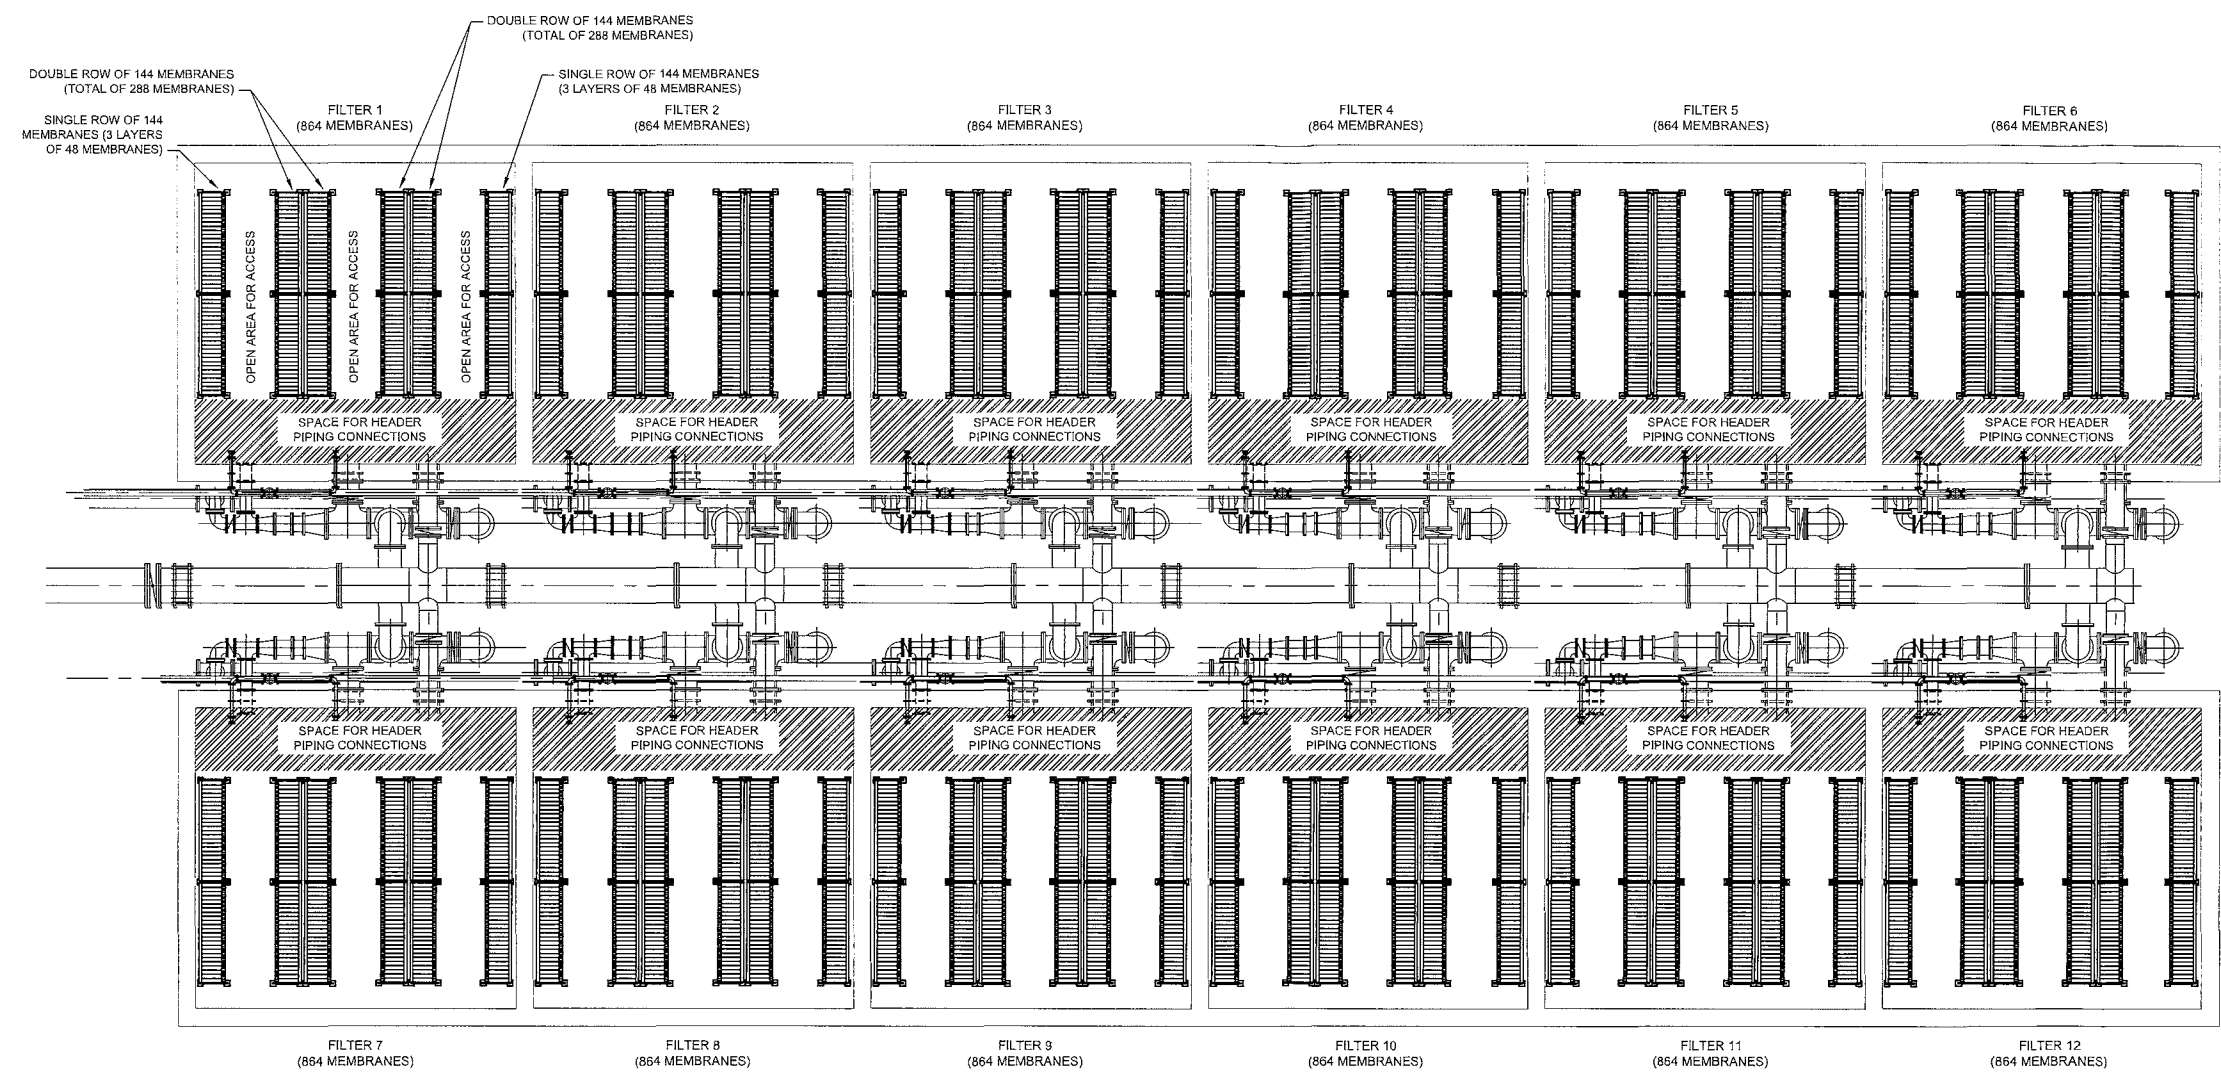 DOUBLE ROW OF 144 MEMBRANES
(TOTAL OF 288 MEMBRANES)
DOUBLE ROW OF 144 MEMBRANES
(TOTAL OF 288 MEMBRANES)
SINGLE ROW OF 144 MEMBRANES
(3 LAYERS OF 48 MEMBRANES)
SINGLE ROW OF 144
MEMBRANES (3 LAYERS
OF 48 MEMBRANES)
FILTER 1
(864 MEMBRANES)
FILTER 2
(864 MEMBRANES)
FILTER 3
(864 MEMBRANES)
FILTER 4
(864 MEMBRANES)
FILTER 5
(864 MEMBRANES)
FILTER 6
(864 MEMBRANES)
OPEN AREA FOR ACCESS
OPEN AREA FOR ACCESS
OPEN AREA FOR ACCESS
SPACE FOR HEADER
PIPING CONNECTIONS
SPACE FOR HEADER
PIPING CONNECTIONS
SPACE FOR HEADER
PIPING CONNECTIONS
SPACE FOR HEADER
PIPING CONNECTIONS
SPACE FOR HEADER
PIPING CONNECTIONS
SPACE FOR HEADER
PIPING CONNECTIONS
SPACE FOR HEADER
PIPING CONNECTIONS
SPACE FOR HEADER
PIPING CONNECTIONS
SPACE FOR HEADER
PIPING CONNECTIONS
SPACE FOR HEADER
PIPING CONNECTIONS
SPACE FOR HEADER
PIPING CONNECTIONS
SPACE FOR HEADER
PIPING CONNECTIONS
FILTER 7
(864 MEMBRANES)
FILTER 8
(864 MEMBRANES)
FILTER 9
(864 MEMBRANES)
FILTER 10
(864 MEMBRANES)
FILTER 11
(864 MEMBRANES)
FILTER 12
(864 MEMBRANES)